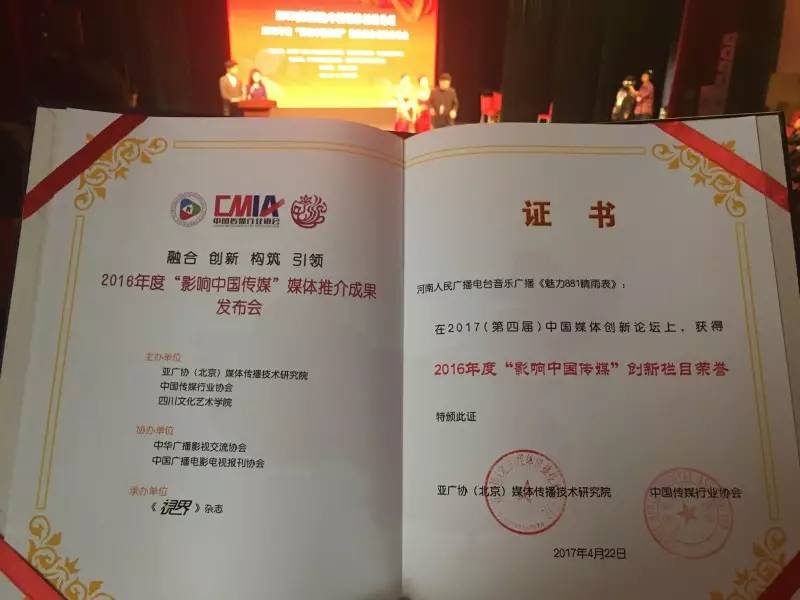 CMIA
中国传媒行业协会
融合 创新 构筑 引领
2016年度“影响中国传媒”媒体推介成果
发布会
主办单位
亚广协（北京）媒体传播技术研究院
中国传媒行业协会
四川文化艺术学院
协办单位
中华广播影视交流协会
中国广播电影电视报刊协会
承办单位
《视界》杂志
证书
河南人民广播电台音乐广播《魅力881晴雨表》：
在2017(第四届)中国媒体创新论坛上，获得
2016年度“影响中国传媒”创新栏目荣誉
特颁此证
亚广协（北京）媒体传播技术研究院
中国传媒行业协会
2017年4月22日